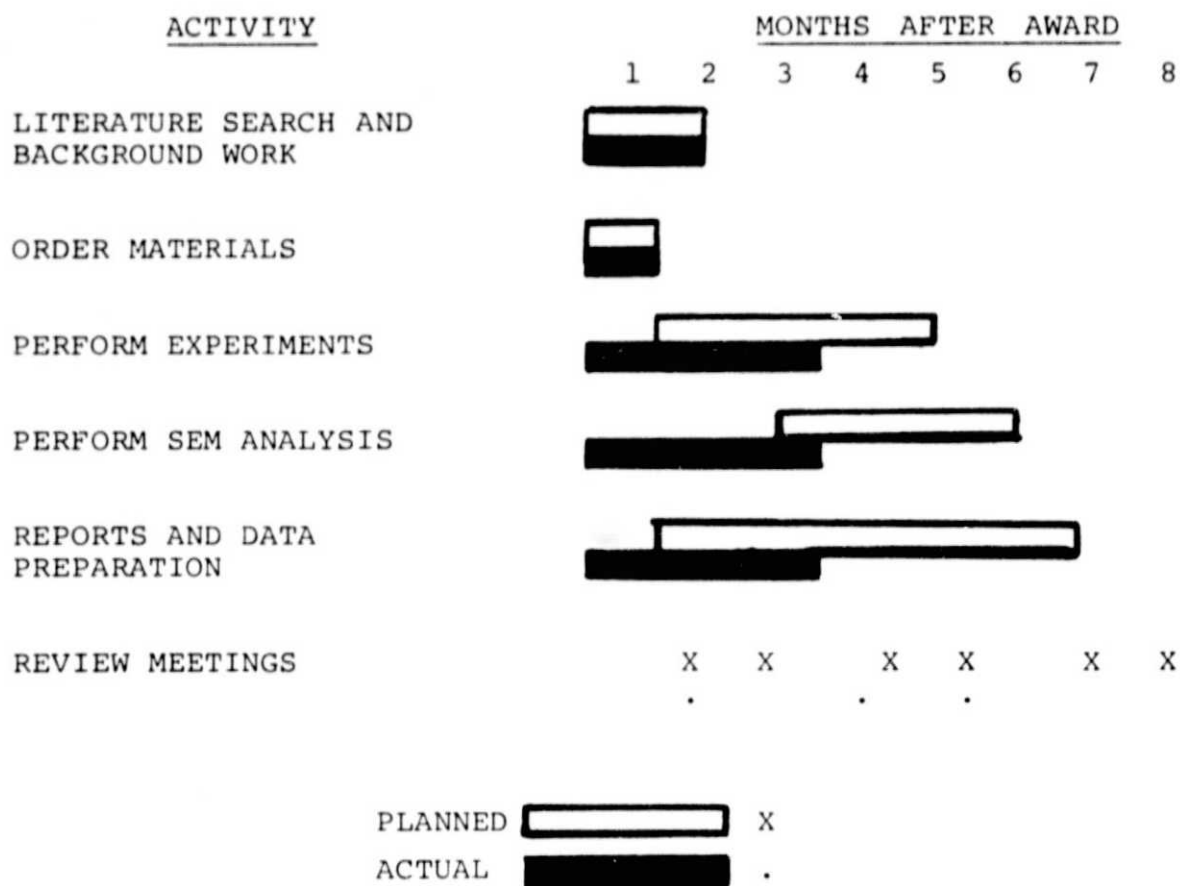 ACTIVITY MONTHS AFTER AWARD
1 2 3 4 5 6 7 8
LITERATURE SEARCH AND
BACKGROUND WORK
ORDER MATERIALS
PERFORM EXPERIMENTS
PERFORM SEM ANALYSIS
REPORTS AND DATA
PREPARATION
REVIEW MEETINGS X X X X X X
. . .
PLANNED X
ACTUAL .